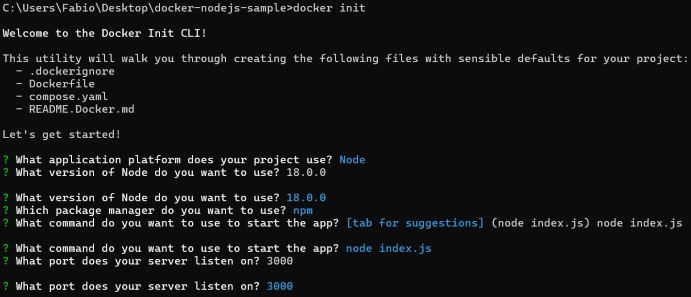 C:\Users\Fabio\Desktop\docker-nodejs-sample>docker init
Welcome to the Docker Init CLI!
This utility will walk you through creating the following files with sensible defaults for your project:
- .dockerignore
- Dockerfile
- compose.yaml
- README.Docker.md
Let's get started!
? What application platform does your project use? Node
? What version of Node do you want to use? 18.0.0
? What version of Node do you want to use? 18.0.0
? Which package manager do you want to use? npm
? What command do you want to use to start the app? [tab for suggestions] (node index.js) node index.js
? What command do you want to use to start the app? node index.js
? What port does your server listen on? 3000
? What port does your server listen on? 3000